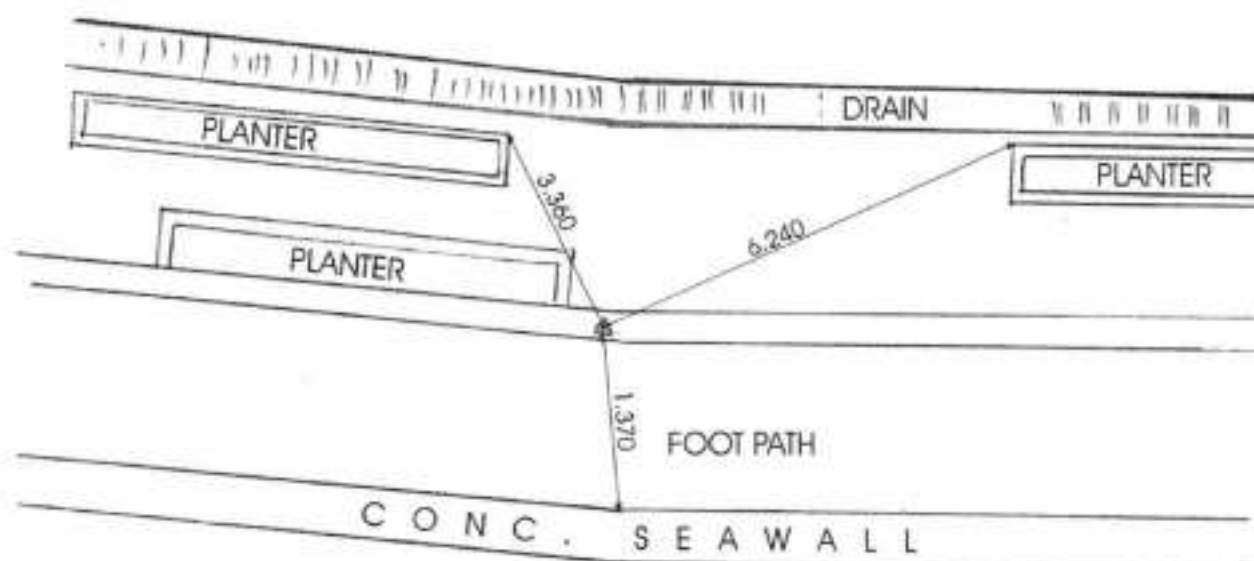 DRAIN
PLANTER
PLANTER
3.360
6.240
PLANTER
1.370
FOOT PATH
CONC. SEAWALL